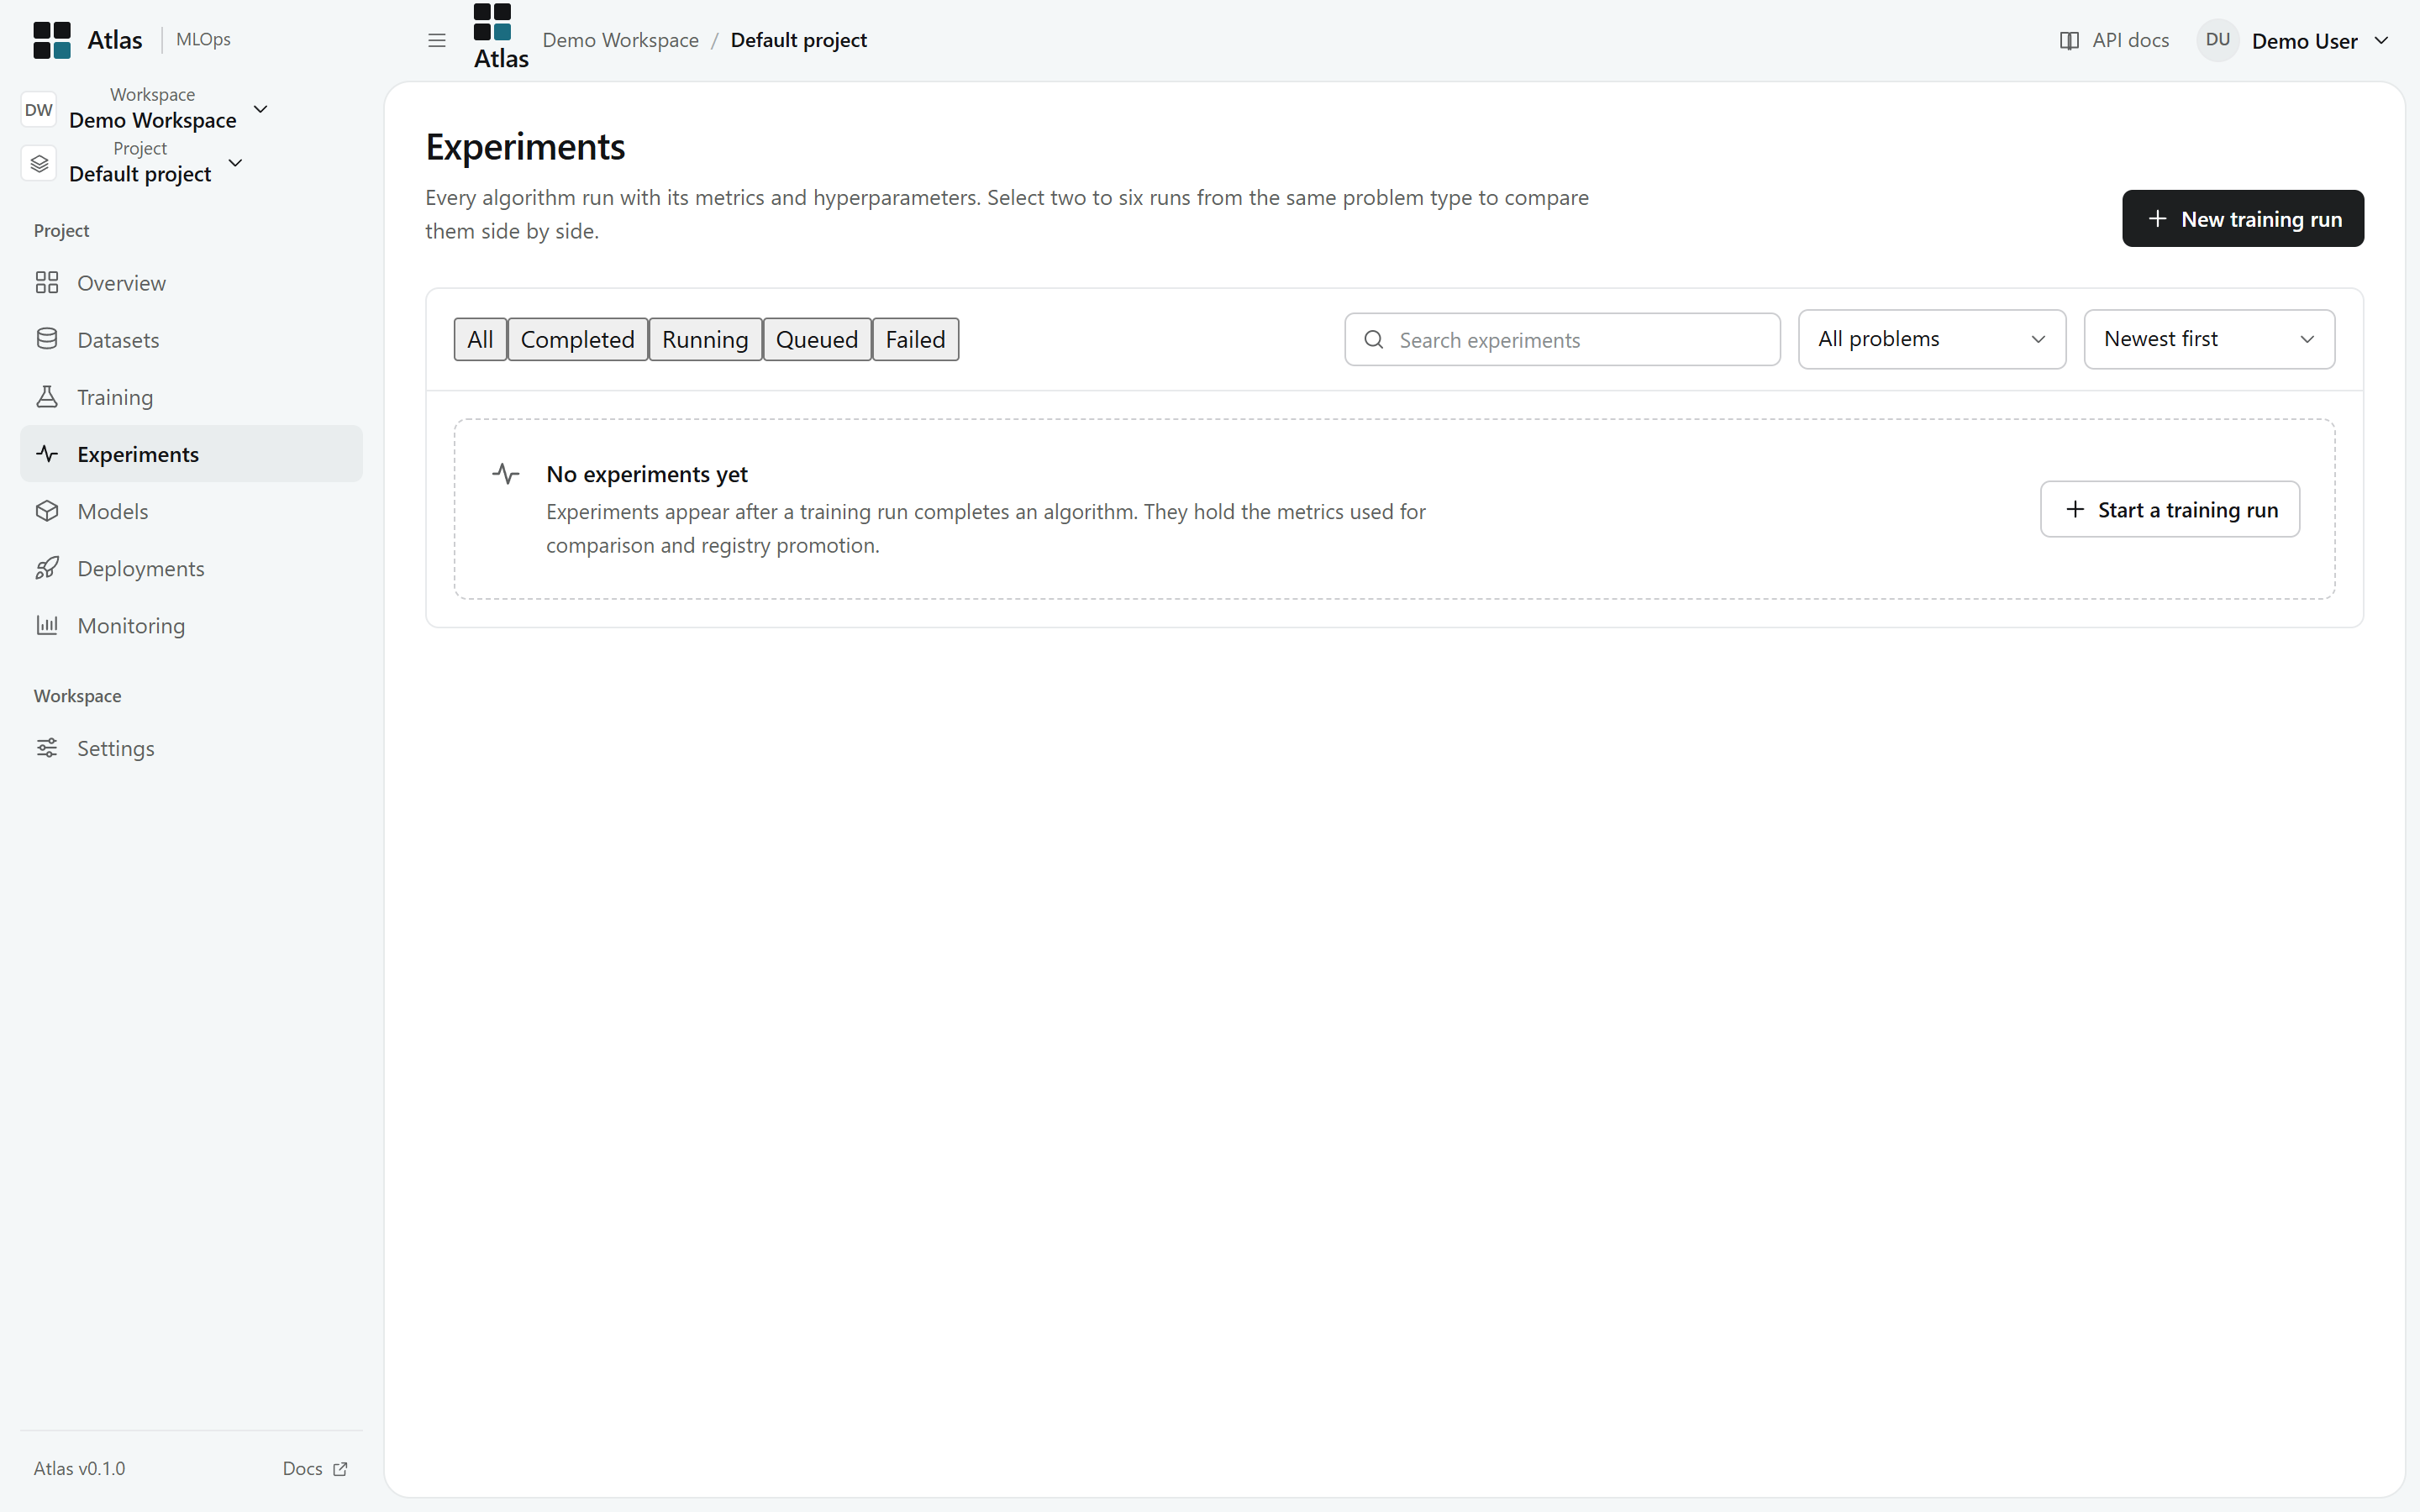 Atlas
MLOps
Atlas
Demo Workspace / Default project
API docs
DU
Demo User
DW
Workspace
Demo Workspace
Project
Default project
Project
Overview
Datasets
Training
Experiments
Models
Deployments
Monitoring
Workspace
Settings
Atlas v0.1.0
Docs
Experiments
Every algorithm run with its metrics and hyperparameters. Select two to six runs from the same problem type to compare
them side by side.
New training run
All
Completed
Running
Queued
Failed
Search experiments
All problems
Newest first
No experiments yet
Experiments appear after a training run completes an algorithm. They hold the metrics used for
comparison and registry promotion.
Start a training run